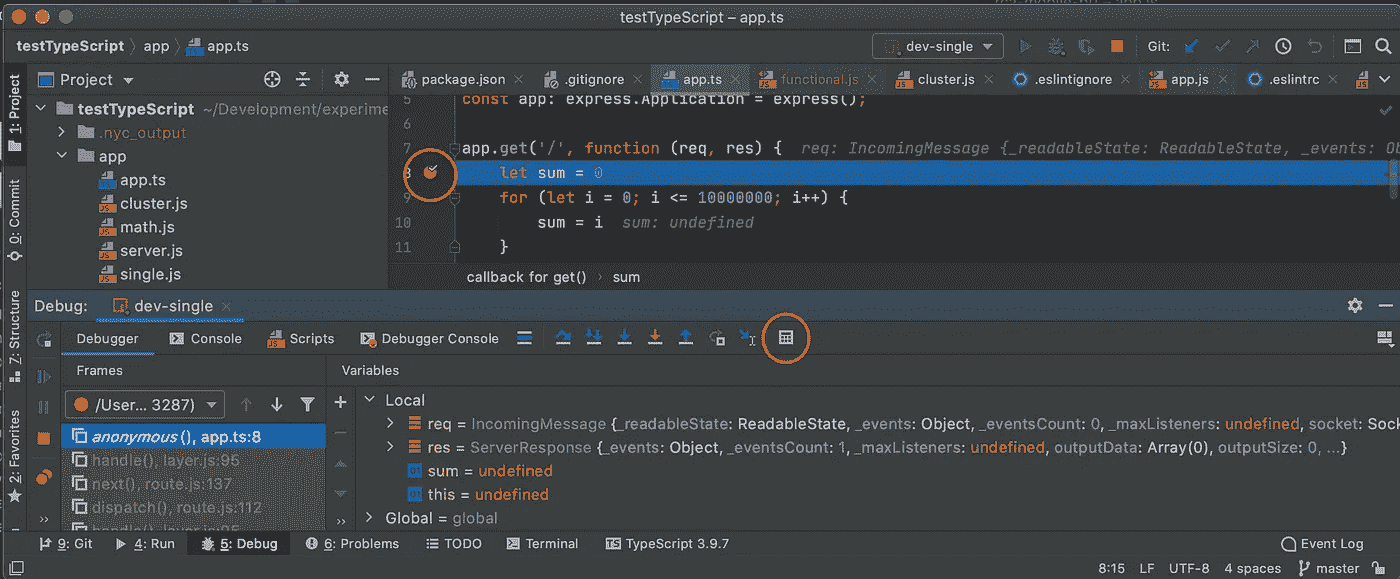 testTypeScript – app.ts
testTypeScript › app › app.ts
dev-single
Git:
1: Project
0: Commit
Z: Structure
2: Favorites
Project
package.json
.gitignore
app.ts
functional.js
cluster.js
.eslintignore
app.js
.eslintrc
testTypeScript ~/Development/experime
.nyc_output
app
app.ts
cluster.js
math.js
server.js
single.js
5 const app: express.Application = express();
6
7 app.get('/', function (req, res) { req: IncomingMessage {_readableState: ReadableState, _events: Ob
8 let sum = 0
9 for (let i = 0; i <= 10000000; i++) {
10 sum = i sum: undefined
11 }
callback for get() › sum
Debug: dev-single
Debugger
Console
Scripts
Debugger Console
Frames
Variables
/User... 3287)
anonymous(), app.ts:8
handle(), layer.js:95
next(), route.js:137
dispatch(), route.js:112
handle(), layer.js:95
Local
req = IncomingMessage {_readableState: ReadableState, _events: Object, _eventsCount: 0, _maxListeners: undefined, socket: Sock
res = ServerResponse {_events: Object, _eventsCount: 1, _maxListeners: undefined, outputData: Array(0), outputSize: 0, ...}
sum = undefined
this = undefined
Global = global
9: Git
4: Run
5: Debug
6: Problems
TODO
Terminal
TypeScript 3.9.7
Event Log
8:15 LF UTF-8 4 spaces master